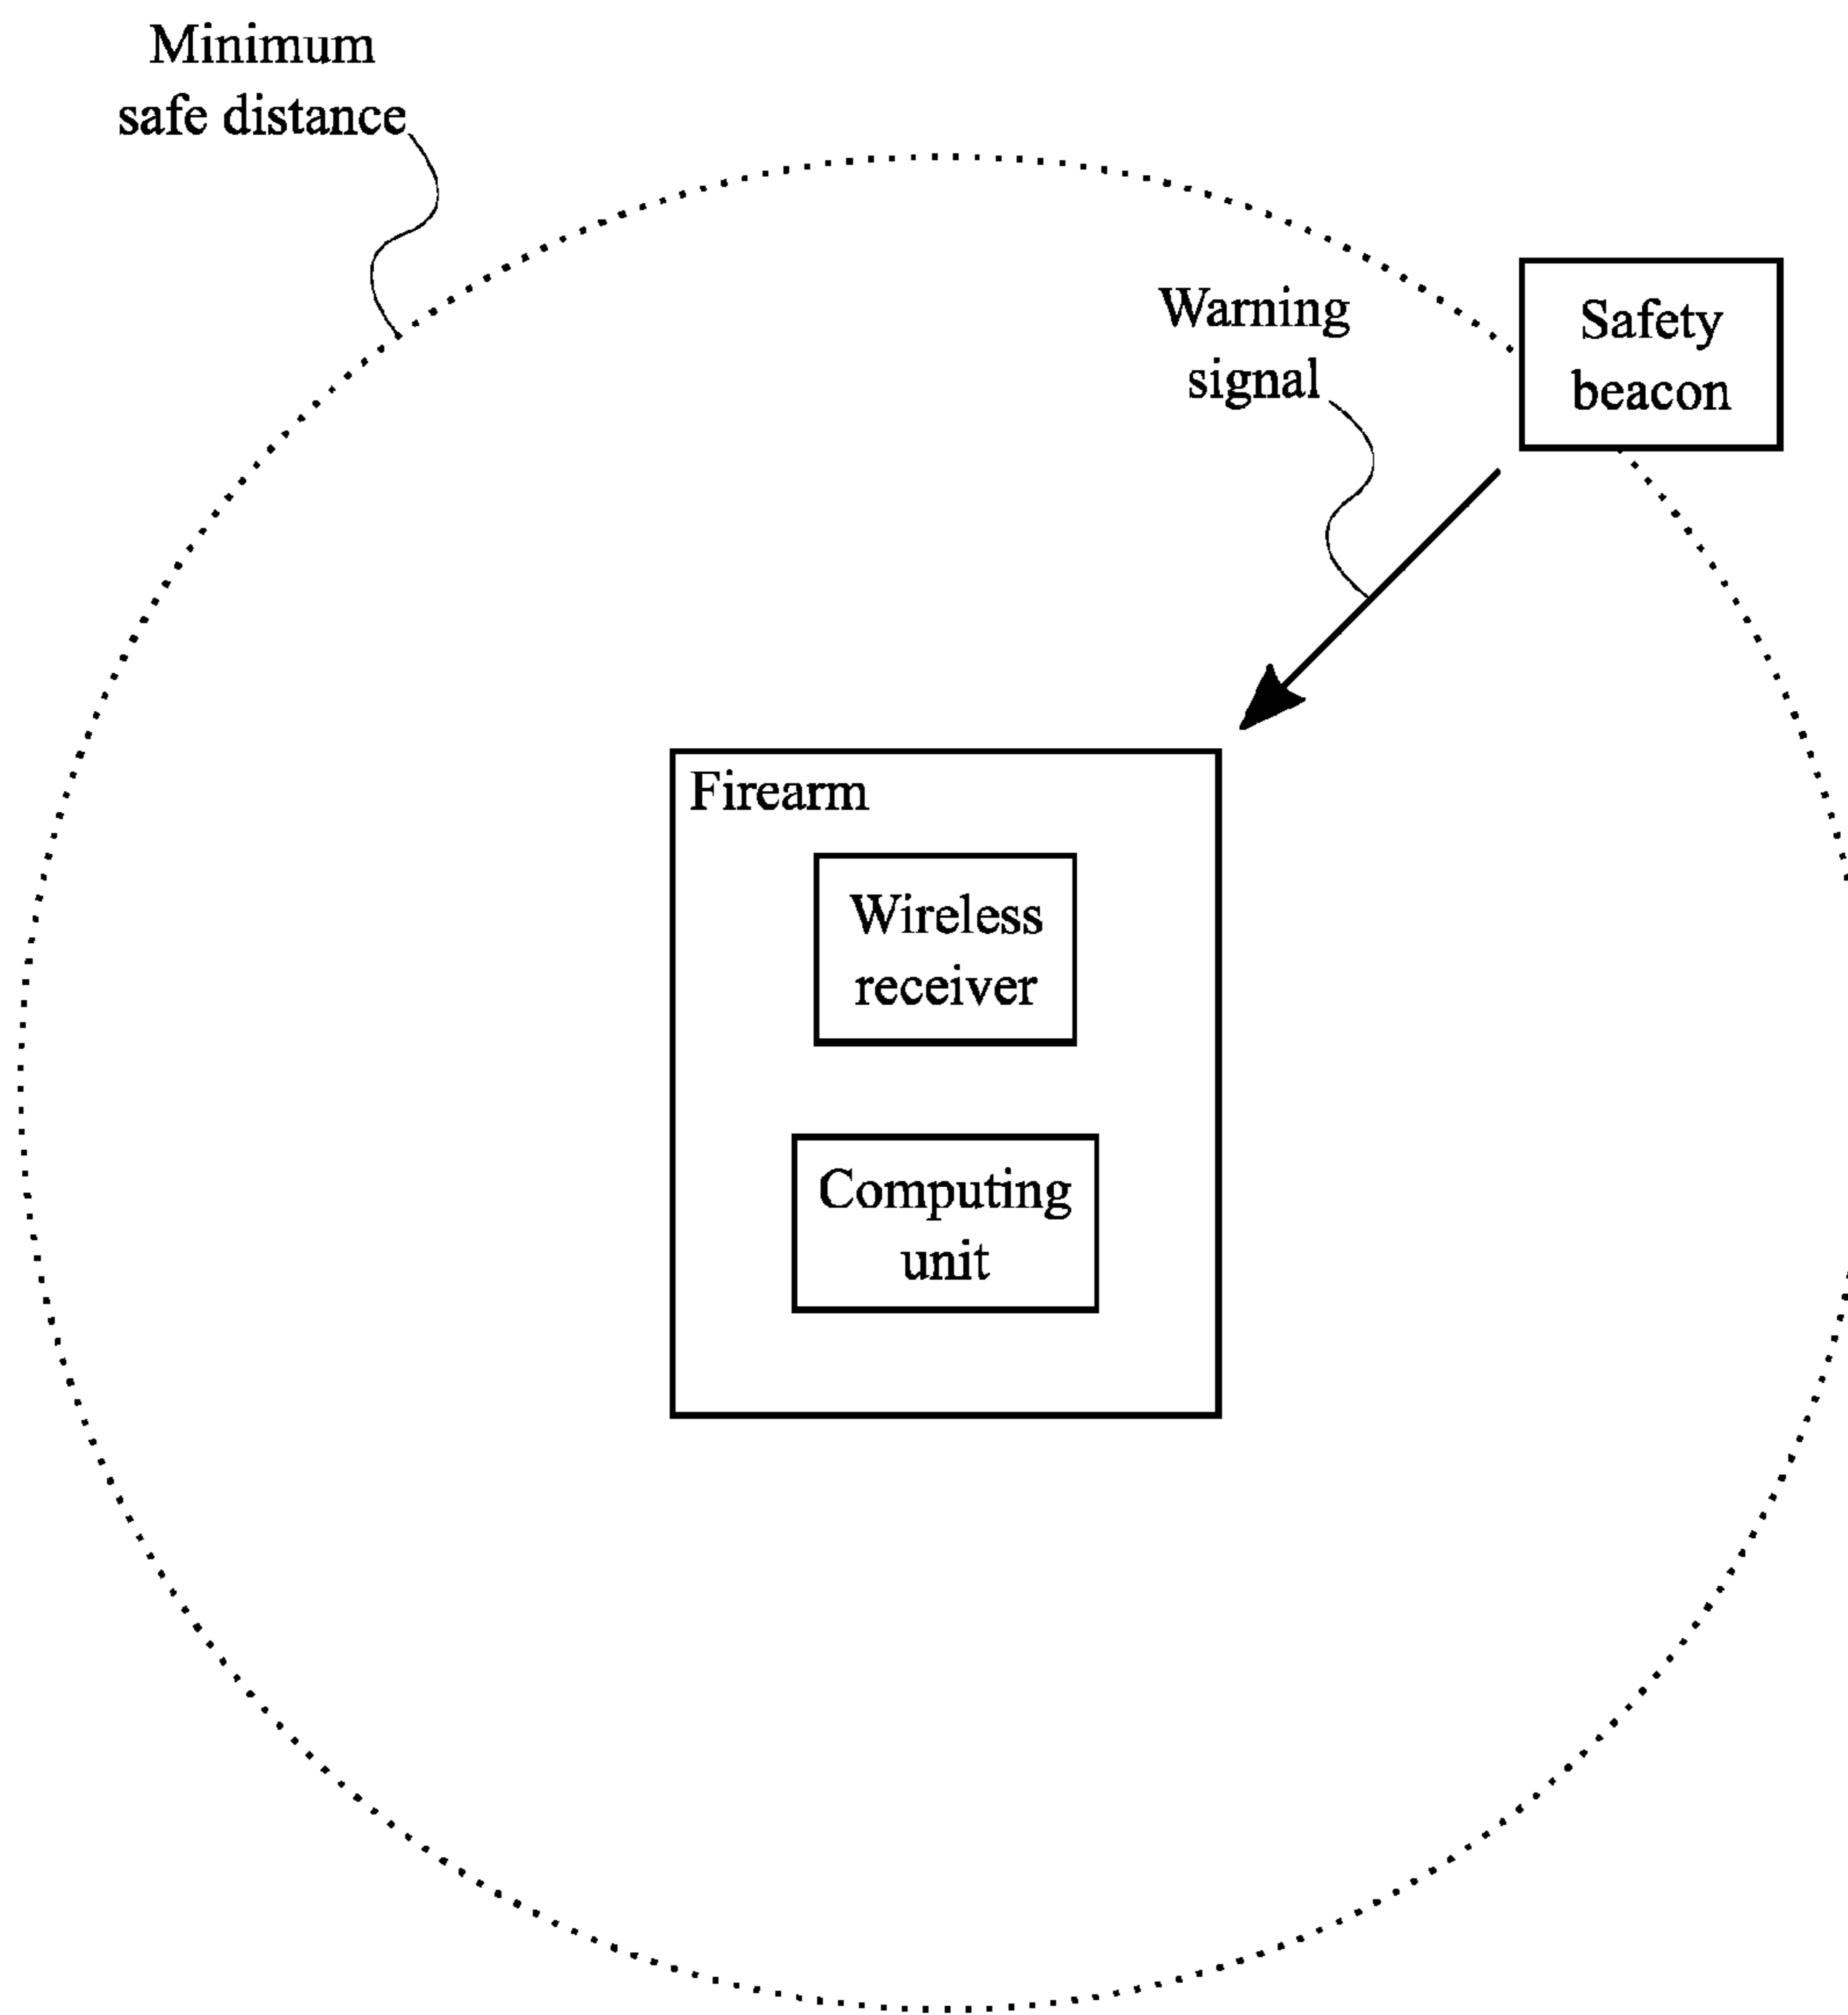 Minimum
safe distance
Warning
signal
Safety
beacon
Firearm
Wireless
receiver
Computing
unit